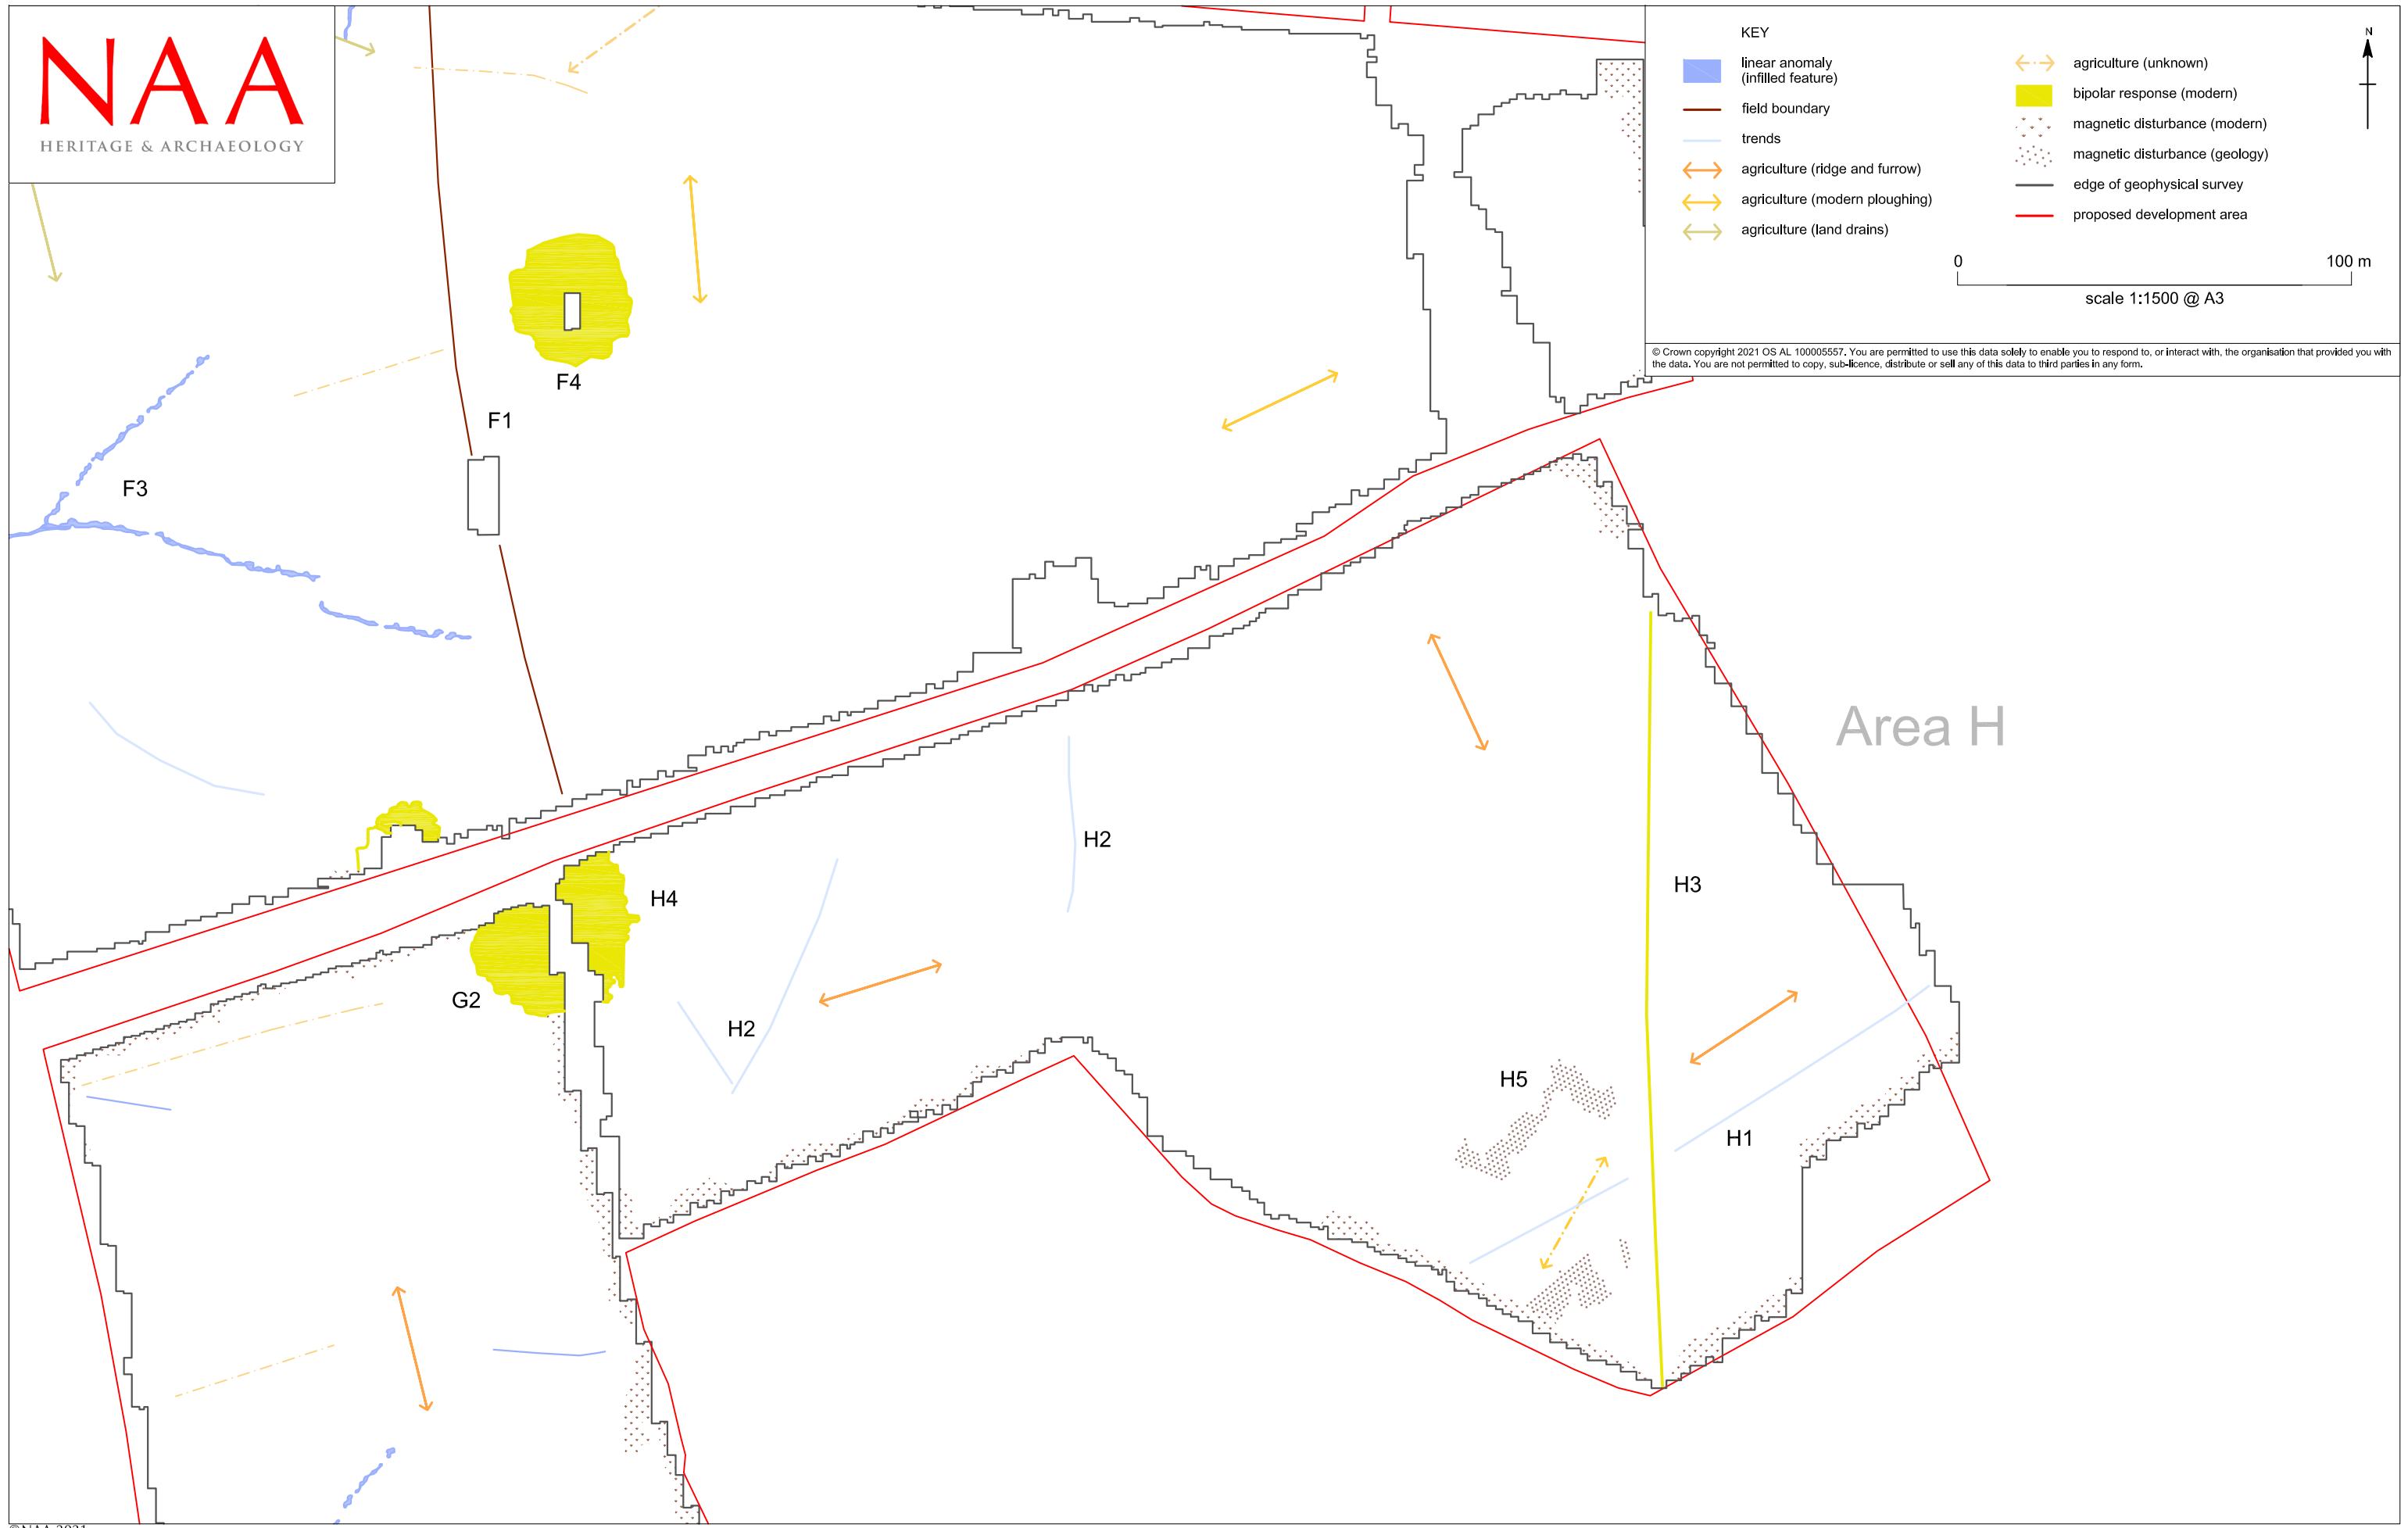 NAA
HERITAGE & ARCHAEOLOGY
KEY
linear anomaly
(infilled feature)
field boundary
trends
agriculture (ridge and furrow)
agriculture (modern ploughing)
agriculture (land drains)
agriculture (unknown)
bipolar response (modern)
magnetic disturbance (modern)
magnetic disturbance (geology)
edge of geophysical survey
proposed development area
N
0 100 m
scale 1:1500 @ A3
© Crown copyright 2021 OS AL 100005557. You are permitted to use this data solely to enable you to respond to, or interact with, the organisation that provided you with
the data. You are not permitted to copy, sub-licence, distribute or sell any of this data to third parties in any form.
F4
F1
F3
Area H
H2
H3
H4
G2
H2
H5
H1
©NAA 2021